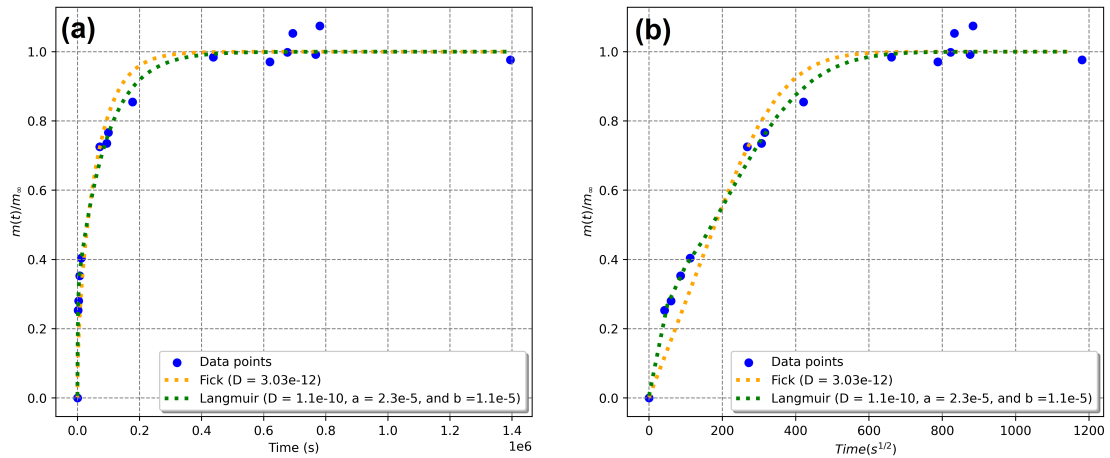 (a)
m(t)/m∞
1.0
0.8
0.6
0.4
0.2
0.0
Data points
Fick (D = 3.03e-12)
Langmuir (D = 1.1e-10, a = 2.3e-5, and b =1.1e-5)
0.0 0.2 0.4 0.6 0.8 1.0 1.2 1.4
1e6
Time (s)
(b)
m(t)/m∞
1.0
0.8
0.6
0.4
0.2
0.0
Data points
Fick (D = 3.03e-12)
Langmuir (D = 1.1e-10, a = 2.3e-5, and b =1.1e-5)
0 200 400 600 800 1000 1200
Time(s^{1/2})